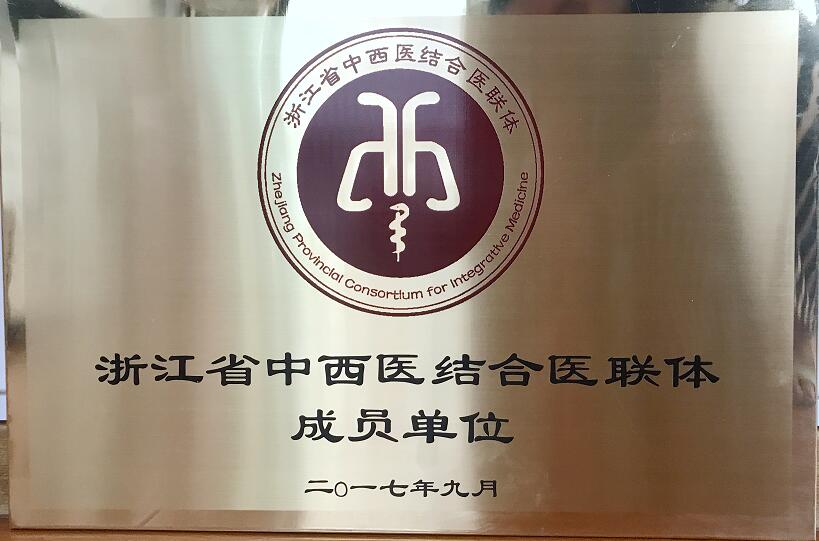 浙江省中西医结合医联体
Zhejiang Provincial Consortium for Integrative Medicine
浙江省中西医结合医联体
成员单位
二〇一七年九月